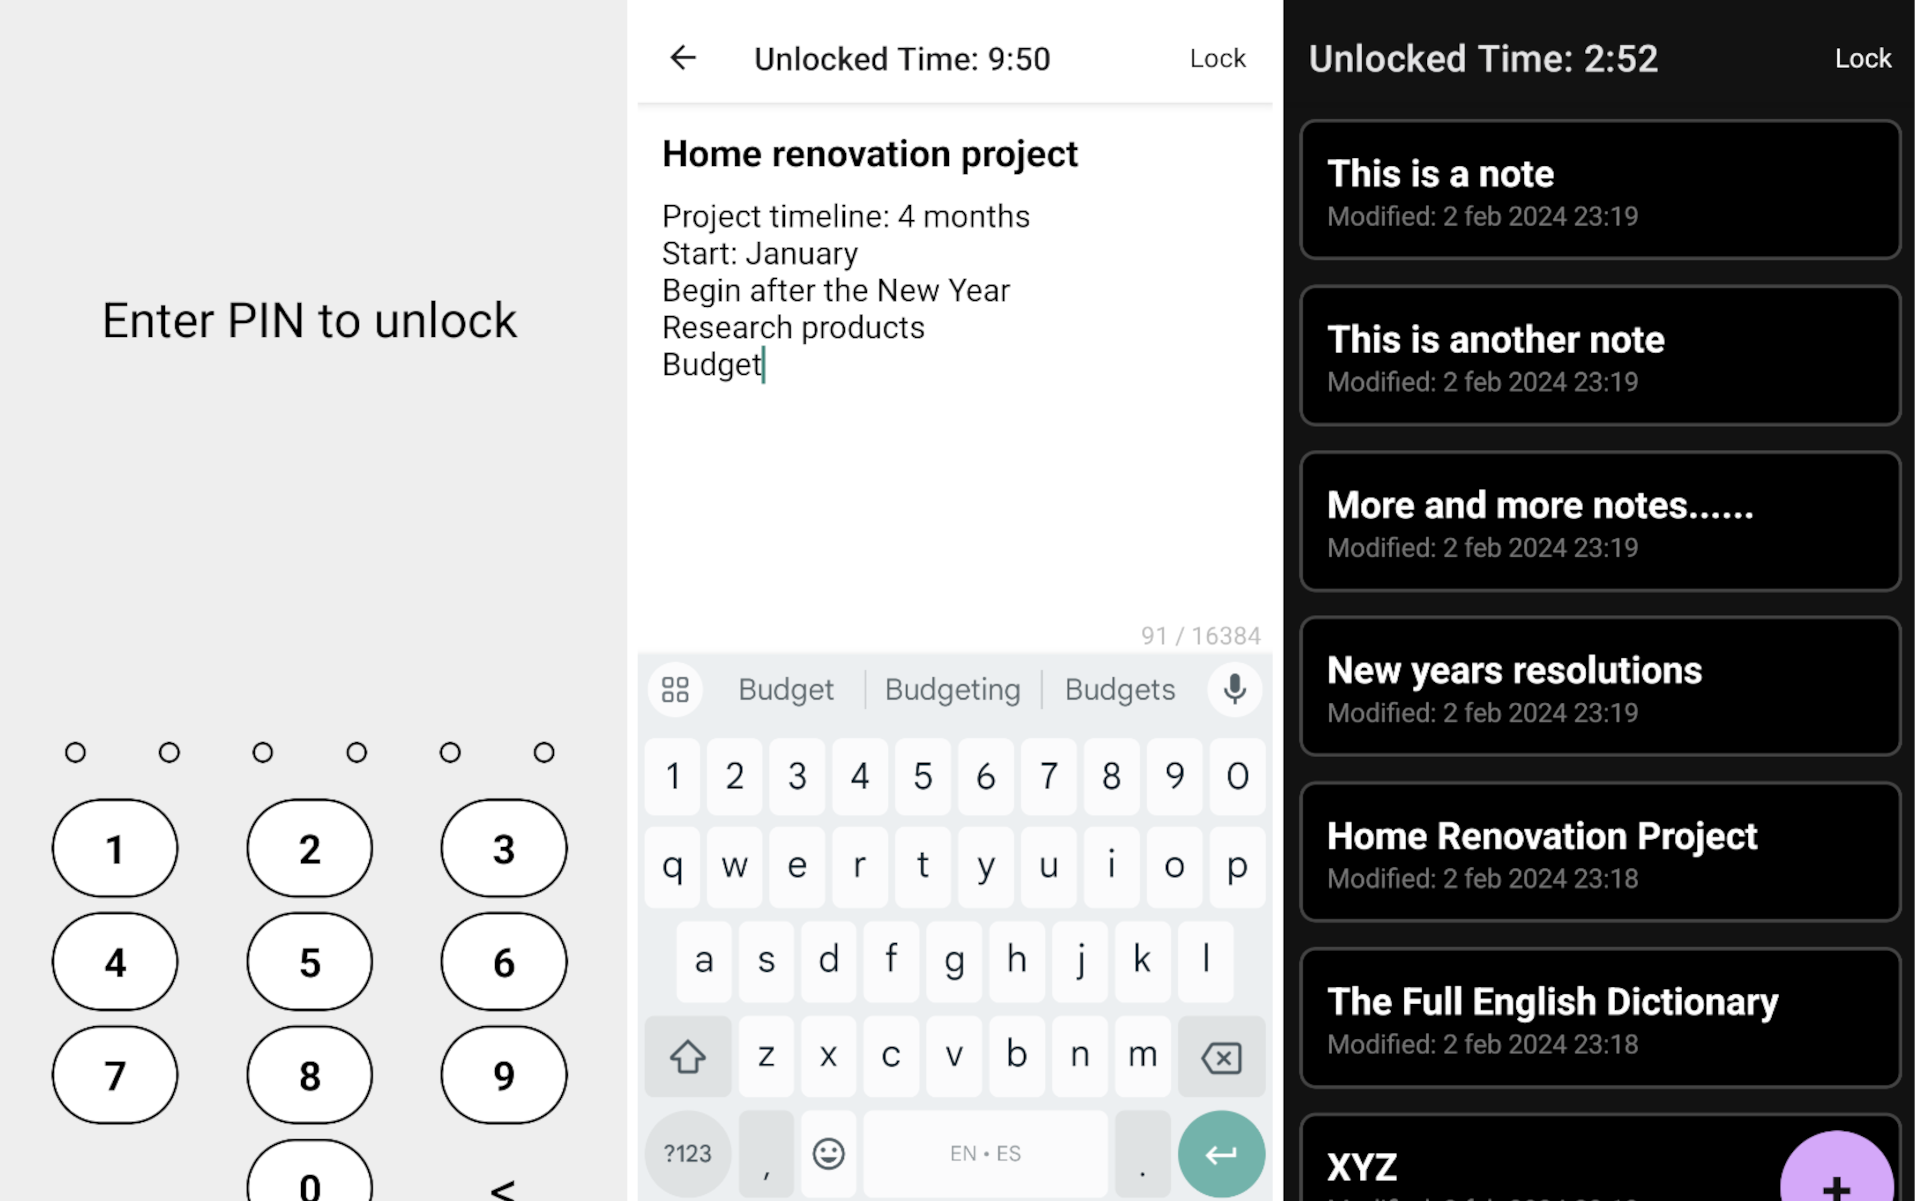 Enter PIN to unlock
1 2 3
4 5 6
7 8 9
0 <
Unlocked Time: 9:50 Lock
Home renovation project
Project timeline: 4 months
Start: January
Begin after the New Year
Research products
Budget
91 / 16384
Budget Budgeting Budgets
1 2 3 4 5 6 7 8 9 0
q w e r t y u i o p
a s d f g h j k l
z x c v b n m
?123 , EN • ES .
Unlocked Time: 2:52 Lock
This is a note
Modified: 2 feb 2024 23:19
This is another note
Modified: 2 feb 2024 23:19
More and more notes......
Modified: 2 feb 2024 23:19
New years resolutions
Modified: 2 feb 2024 23:19
Home Renovation Project
Modified: 2 feb 2024 23:18
The Full English Dictionary
Modified: 2 feb 2024 23:18
XYZ
+